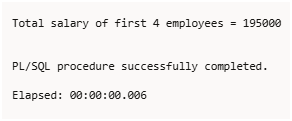 Total salary of first 4 employees = 195000
PL/SQL procedure successfully completed.
Elapsed: 00:00:00.006